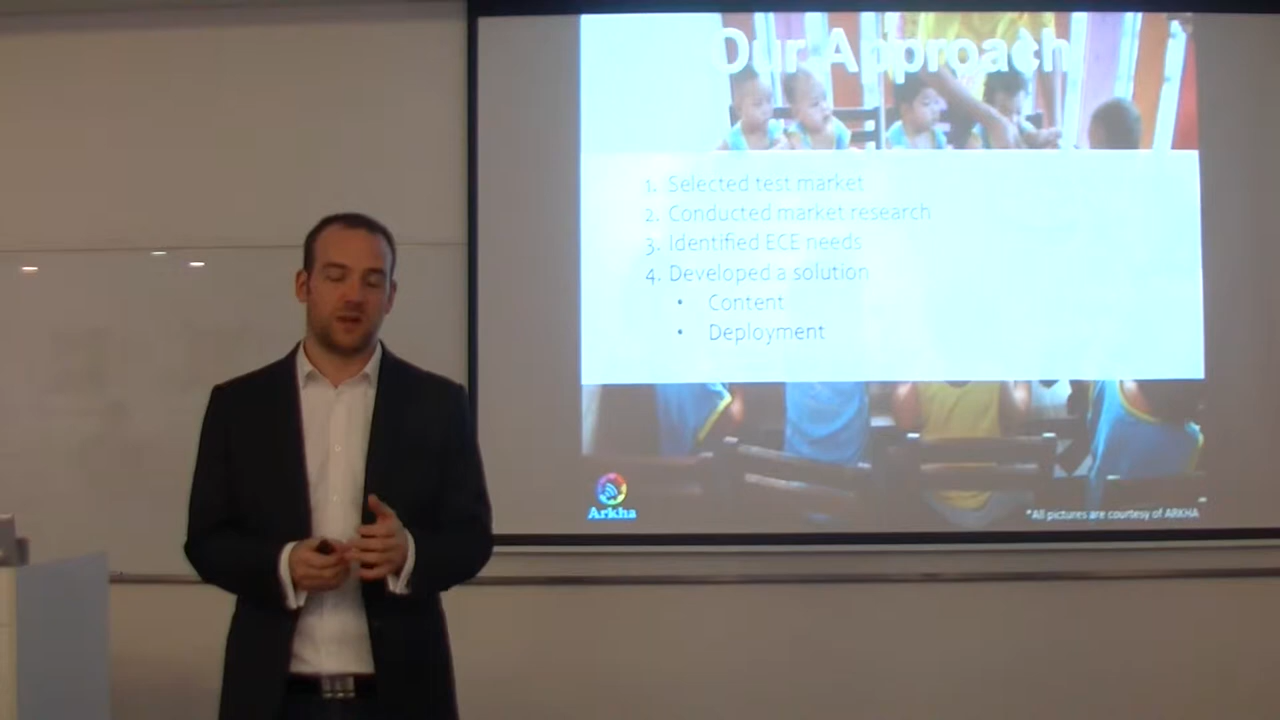 Our Approach
1. Selected test market
2. Conducted market research
3. Identified ECE needs
4. Developed a solution
• Content
• Deployment
Arkha
*All pictures are courtesy of ARKHA